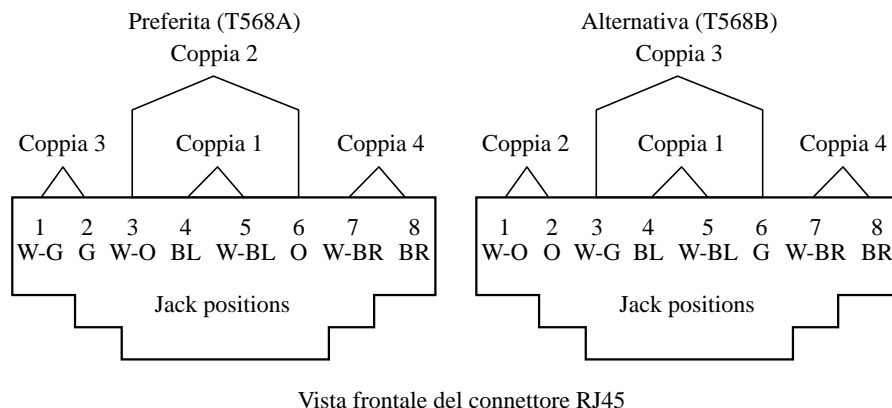 Preferita (T568A)
Coppia 2
Coppia 3 Coppia 1 Coppia 4
1 2 3 4 5 6 7 8
W-G G W-O BL W-BL O W-BR BR
Jack positions
Alternativa (T568B)
Coppia 3
Coppia 2 Coppia 1 Coppia 4
1 2 3 4 5 6 7 8
W-O O W-G BL W-BL G W-BR BR
Jack positions
Vista frontale del connettore RJ45